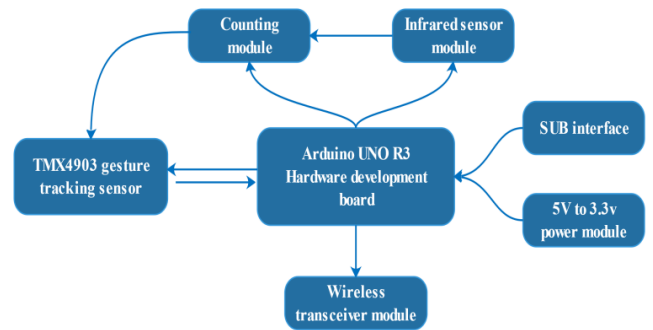 Counting
module
Infrared sensor
module
TMX4903 gesture
tracking sensor
Arduino UNO R3
Hardware development
board
SUB interface
5V to 3.3v
power module
Wireless
transceiver module